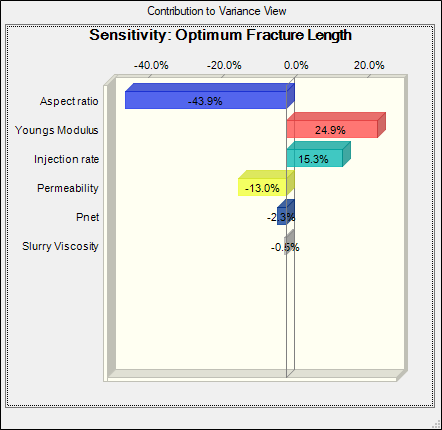 Contribution to Variance View
Sensitivity: Optimum Fracture Length
-40.0% -20.0% 0.0% 20.0%
Aspect ratio -43.9%
Youngs Modulus 24.9%
Injection rate 15.3%
Permeability -13.0%
Pnet -2.3%
Slurry Viscosity -0.6%